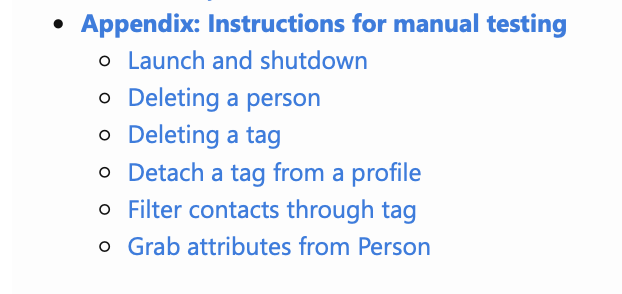 Appendix: Instructions for manual testing
Launch and shutdown
Deleting a person
Deleting a tag
Detach a tag from a profile
Filter contacts through tag
Grab attributes from Person